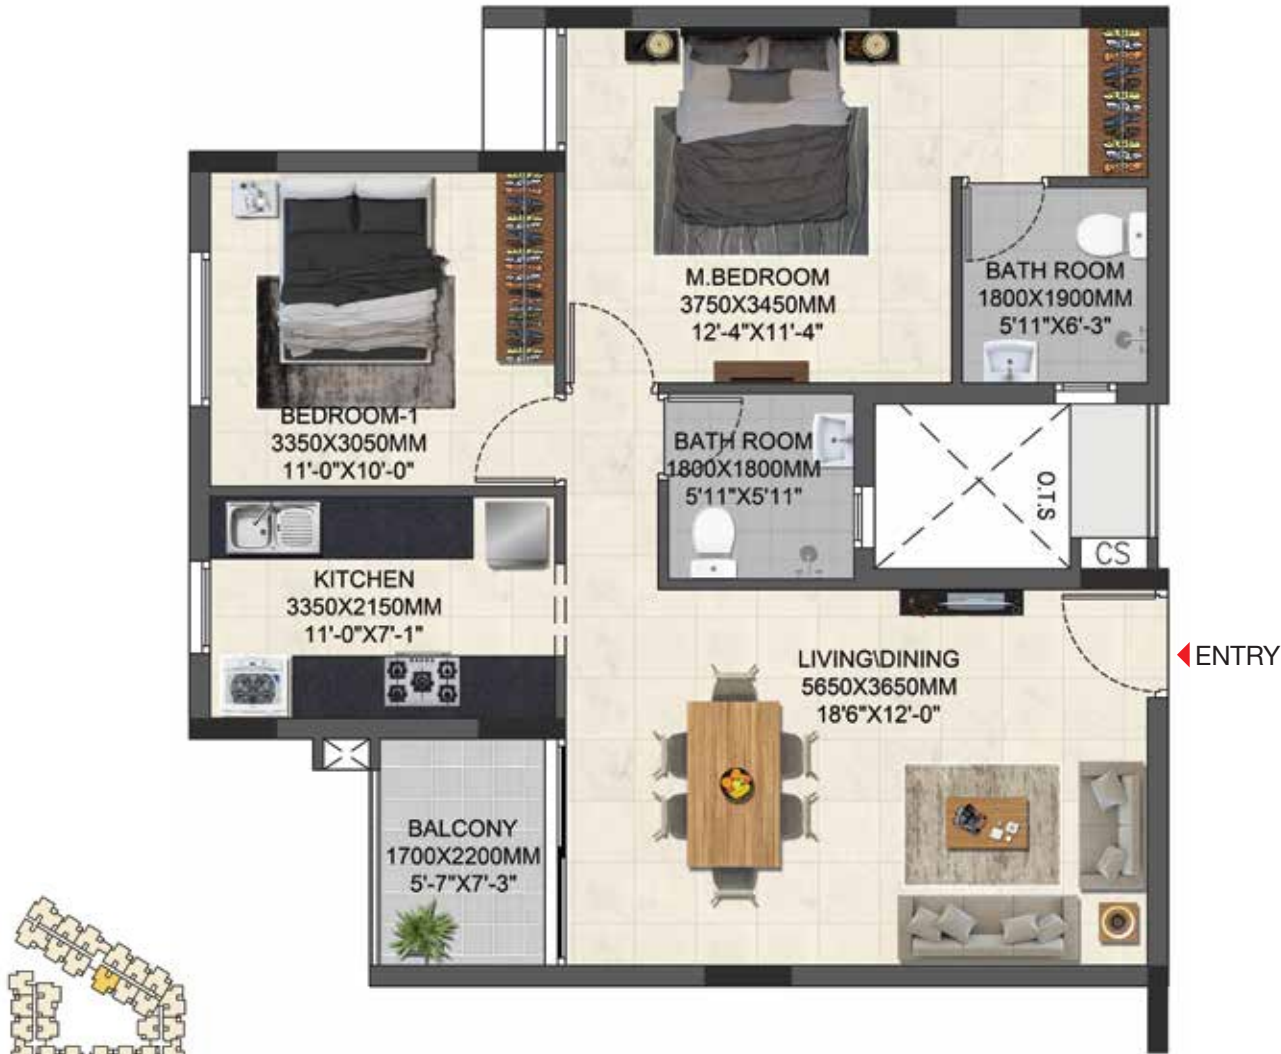 M.BEDROOM
3750X3450MM
12'-4"X11'-4"
BATH ROOM
1800X1900MM
5'11"X6'-3"
BEDROOM-1
3350X3050MM
11'-0"X10'-0"
BATH ROOM
1800X1800MM
5'11"X5'11"
O.T.S
CS
KITCHEN
3350X2150MM
11'-0"X7'-1"
LIVING\DINING
5650X3650MM
18'6"X12'-0"
ENTRY
BALCONY
1700X2200MM
5'-7"X7'-3"